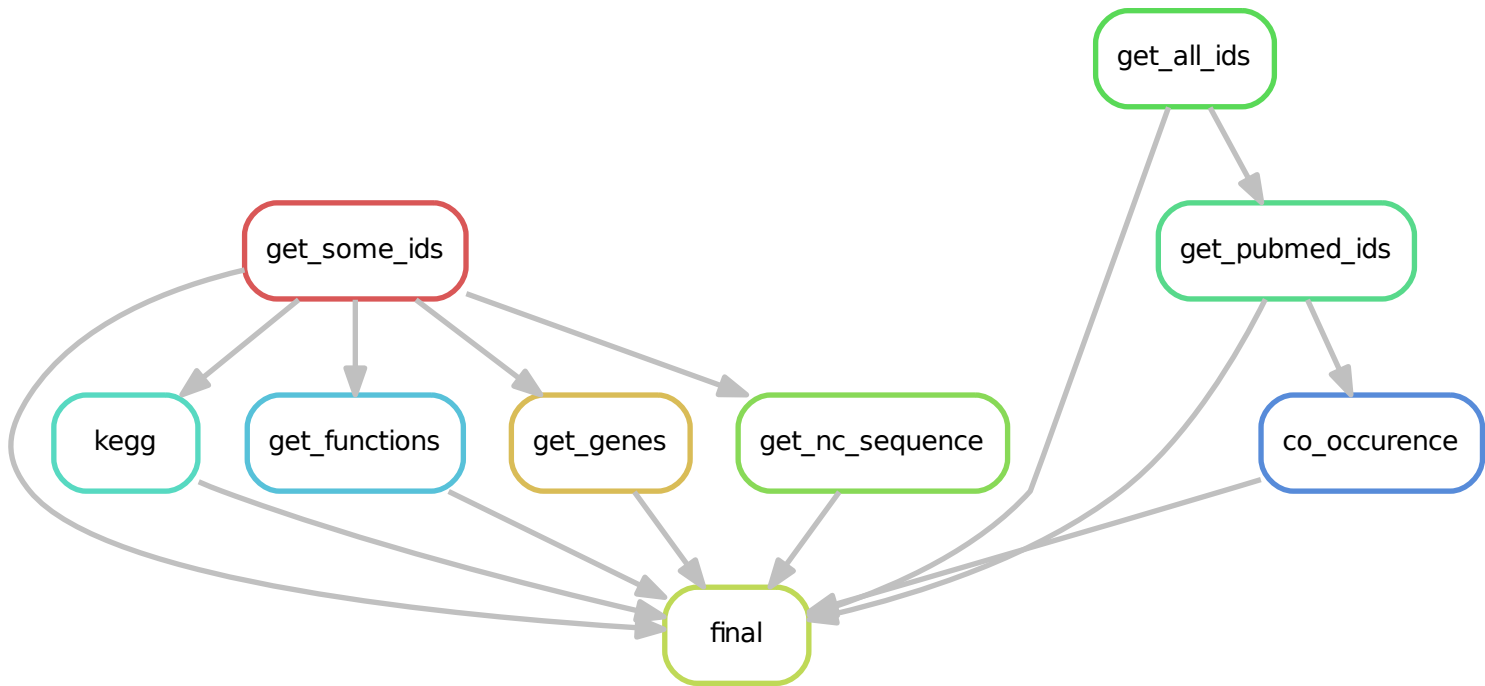 get_all_ids
get_some_ids
get_pubmed_ids
kegg
get_functions
get_genes
get_nc_sequence
co_occurence
final